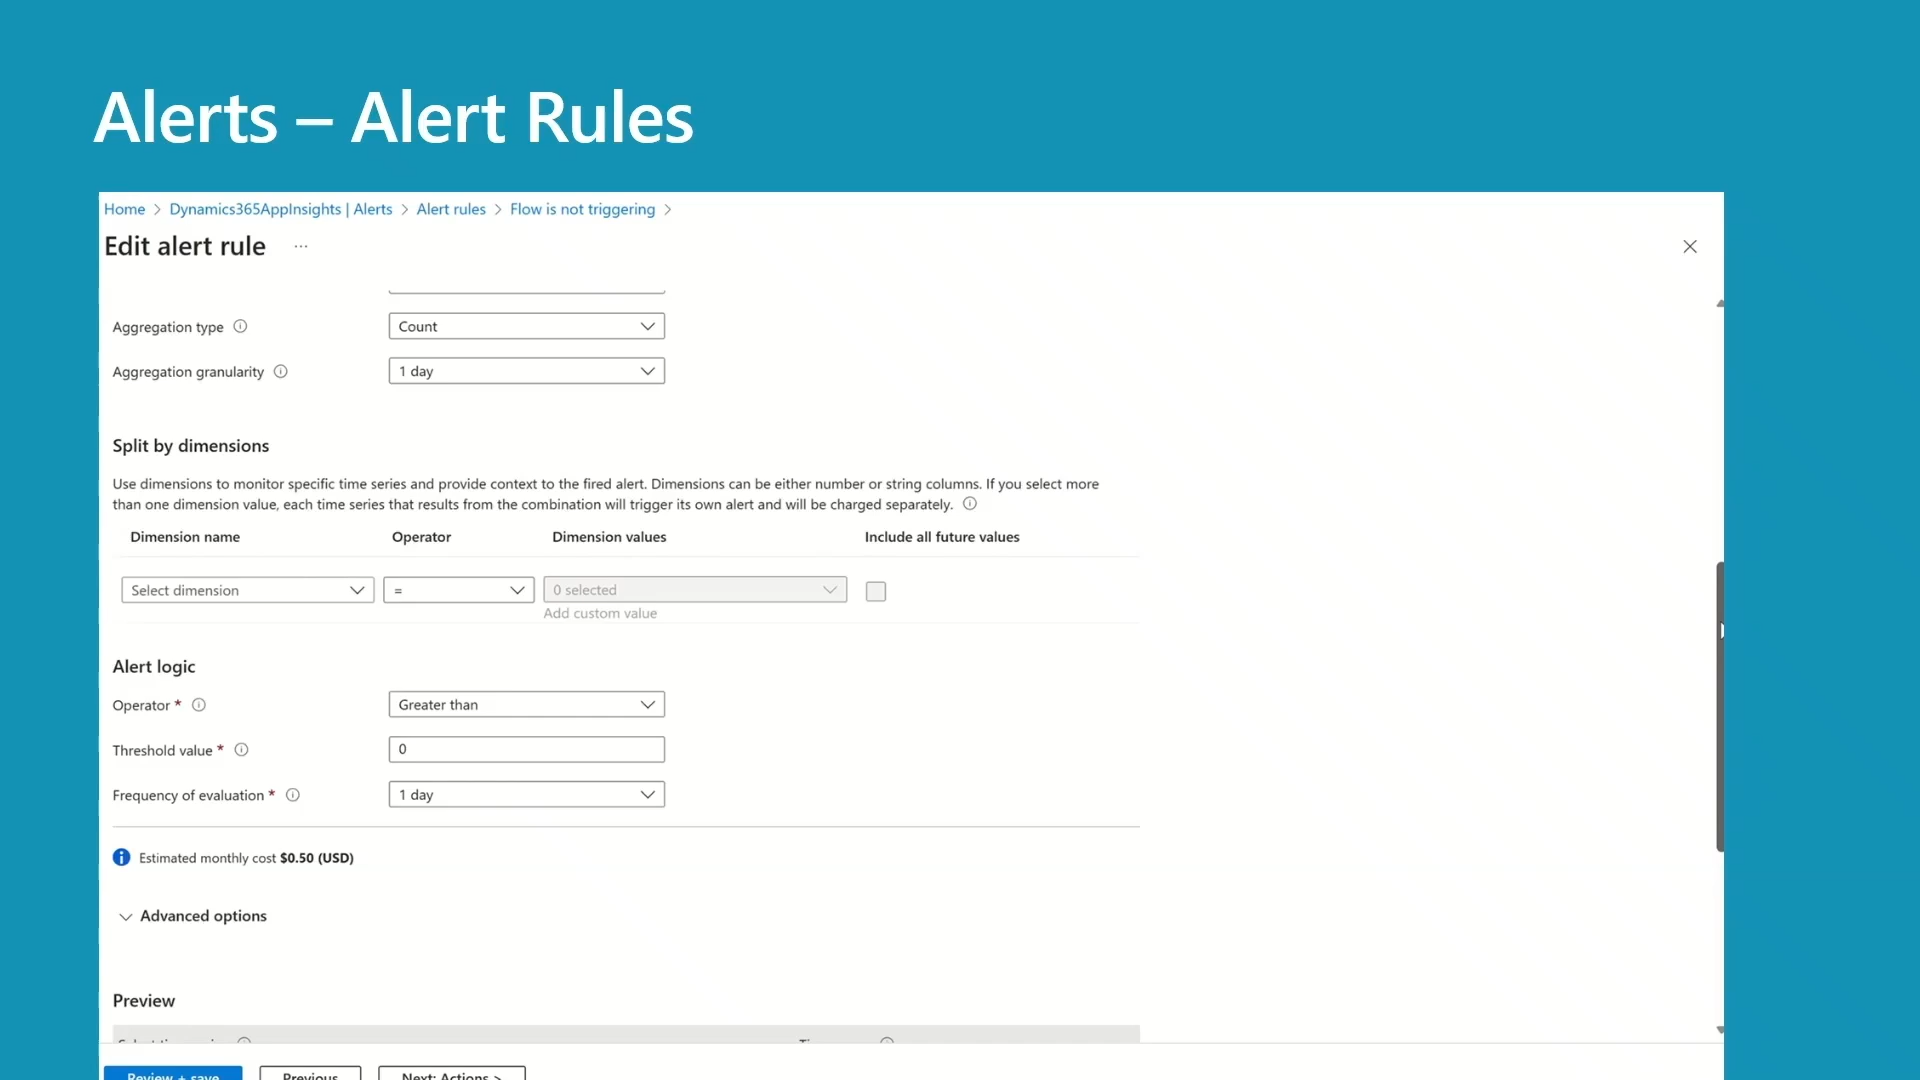 Alerts – Alert Rules
Home > Dynamics365AppInsights | Alerts > Alert rules > Flow is not triggering >
Edit alert rule ...
Aggregation type Count
Aggregation granularity 1 day
Split by dimensions
Use dimensions to monitor specific time series and provide context to the fired alert. Dimensions can be either number or string columns. If you select more
than one dimension value, each time series that results from the combination will trigger its own alert and will be charged separately.
Dimension name Operator Dimension values Include all future values
Select dimension = 0 selected
Add custom value
Alert logic
Operator * Greater than
Threshold value * 0
Frequency of evaluation * 1 day
Estimated monthly cost $0.50 (USD)
Advanced options
Preview
Review + save Previous Next: Actions >